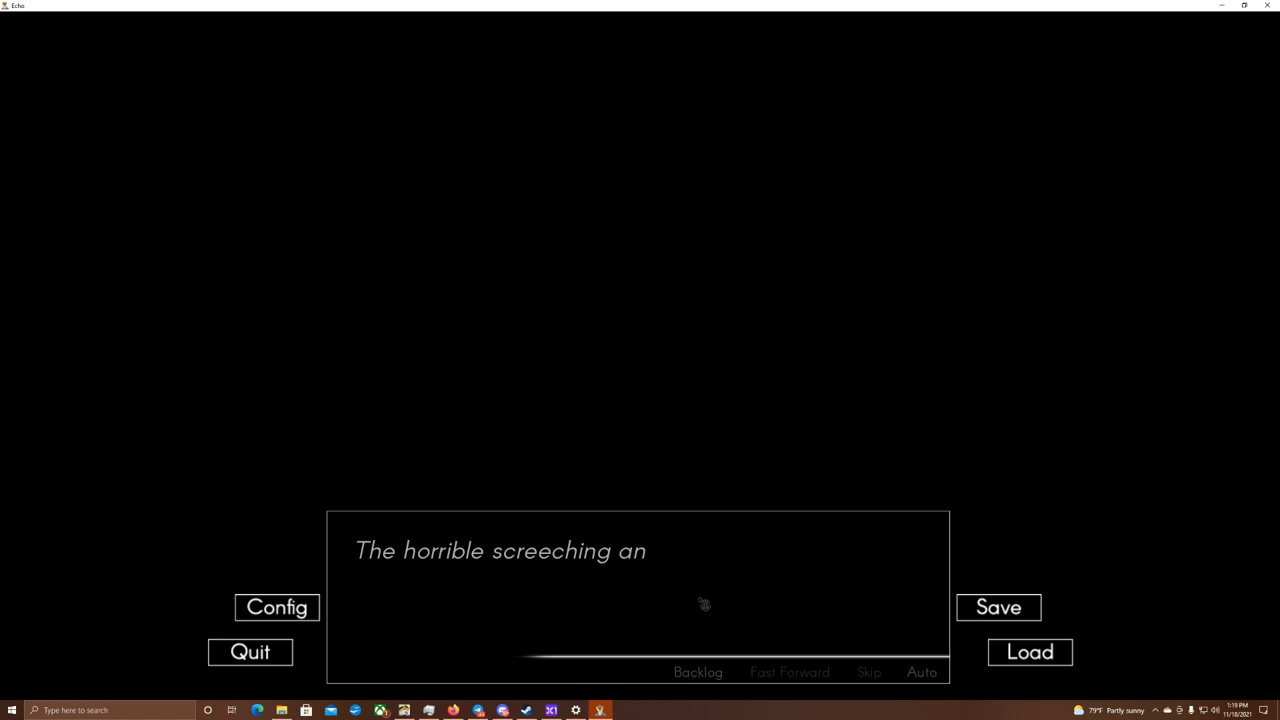 Echo
The horrible screeching an
Config
Save
Quit
Load
Backlog Fast Forward Skip Auto
Type here to search
79°F Partly sunny
1:19 PM
11/18/2021